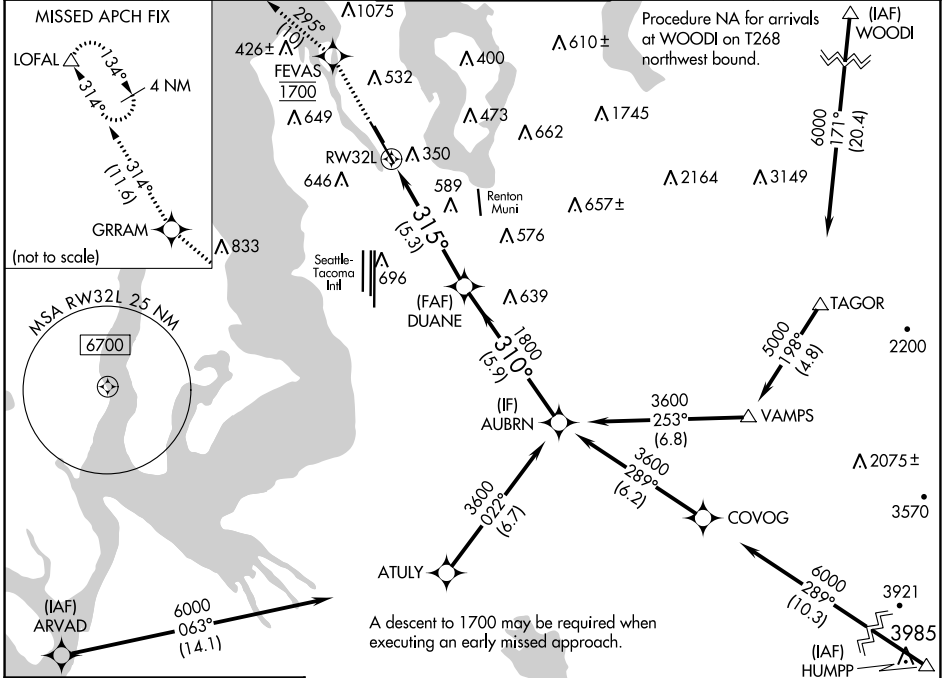 MISSED APCH FIX
LOFAL
134°
4 NM
314°
314°
(11.6)
GRRAM
(not to scale)
833
MSA RW32L 25 NM
6700
295°
(10)
1075
426±
FEVAS
1700
532
649
400
610±
473
662
1745
RW32L
350
646
589
Renton
Muni
657±
2164
3149
576
Procedure NA for arrivals
at WOODI on T268
northwest bound.
(IAF)
WOODI
6000
171°
(20.4)
315°
(5.3)
Seattle-
Tacoma
Intl
696
(FAF)
DUANE
639
1800
310°
(5.9)
TAGOR
5000
198°
(4.8)
2200
(IF)
AUBRN
3600
253°
(6.8)
VAMPS
2075±
3600
289°
(6.2)
COVOG
3570
3600
022°
(6.7)
ATULY
6000
289°
(10.3)
3921
3985
(IAF)
HUMPP
(IAF)
ARVAD
6000
063°
(14.1)
A descent to 1700 may be required when
executing an early missed approach.